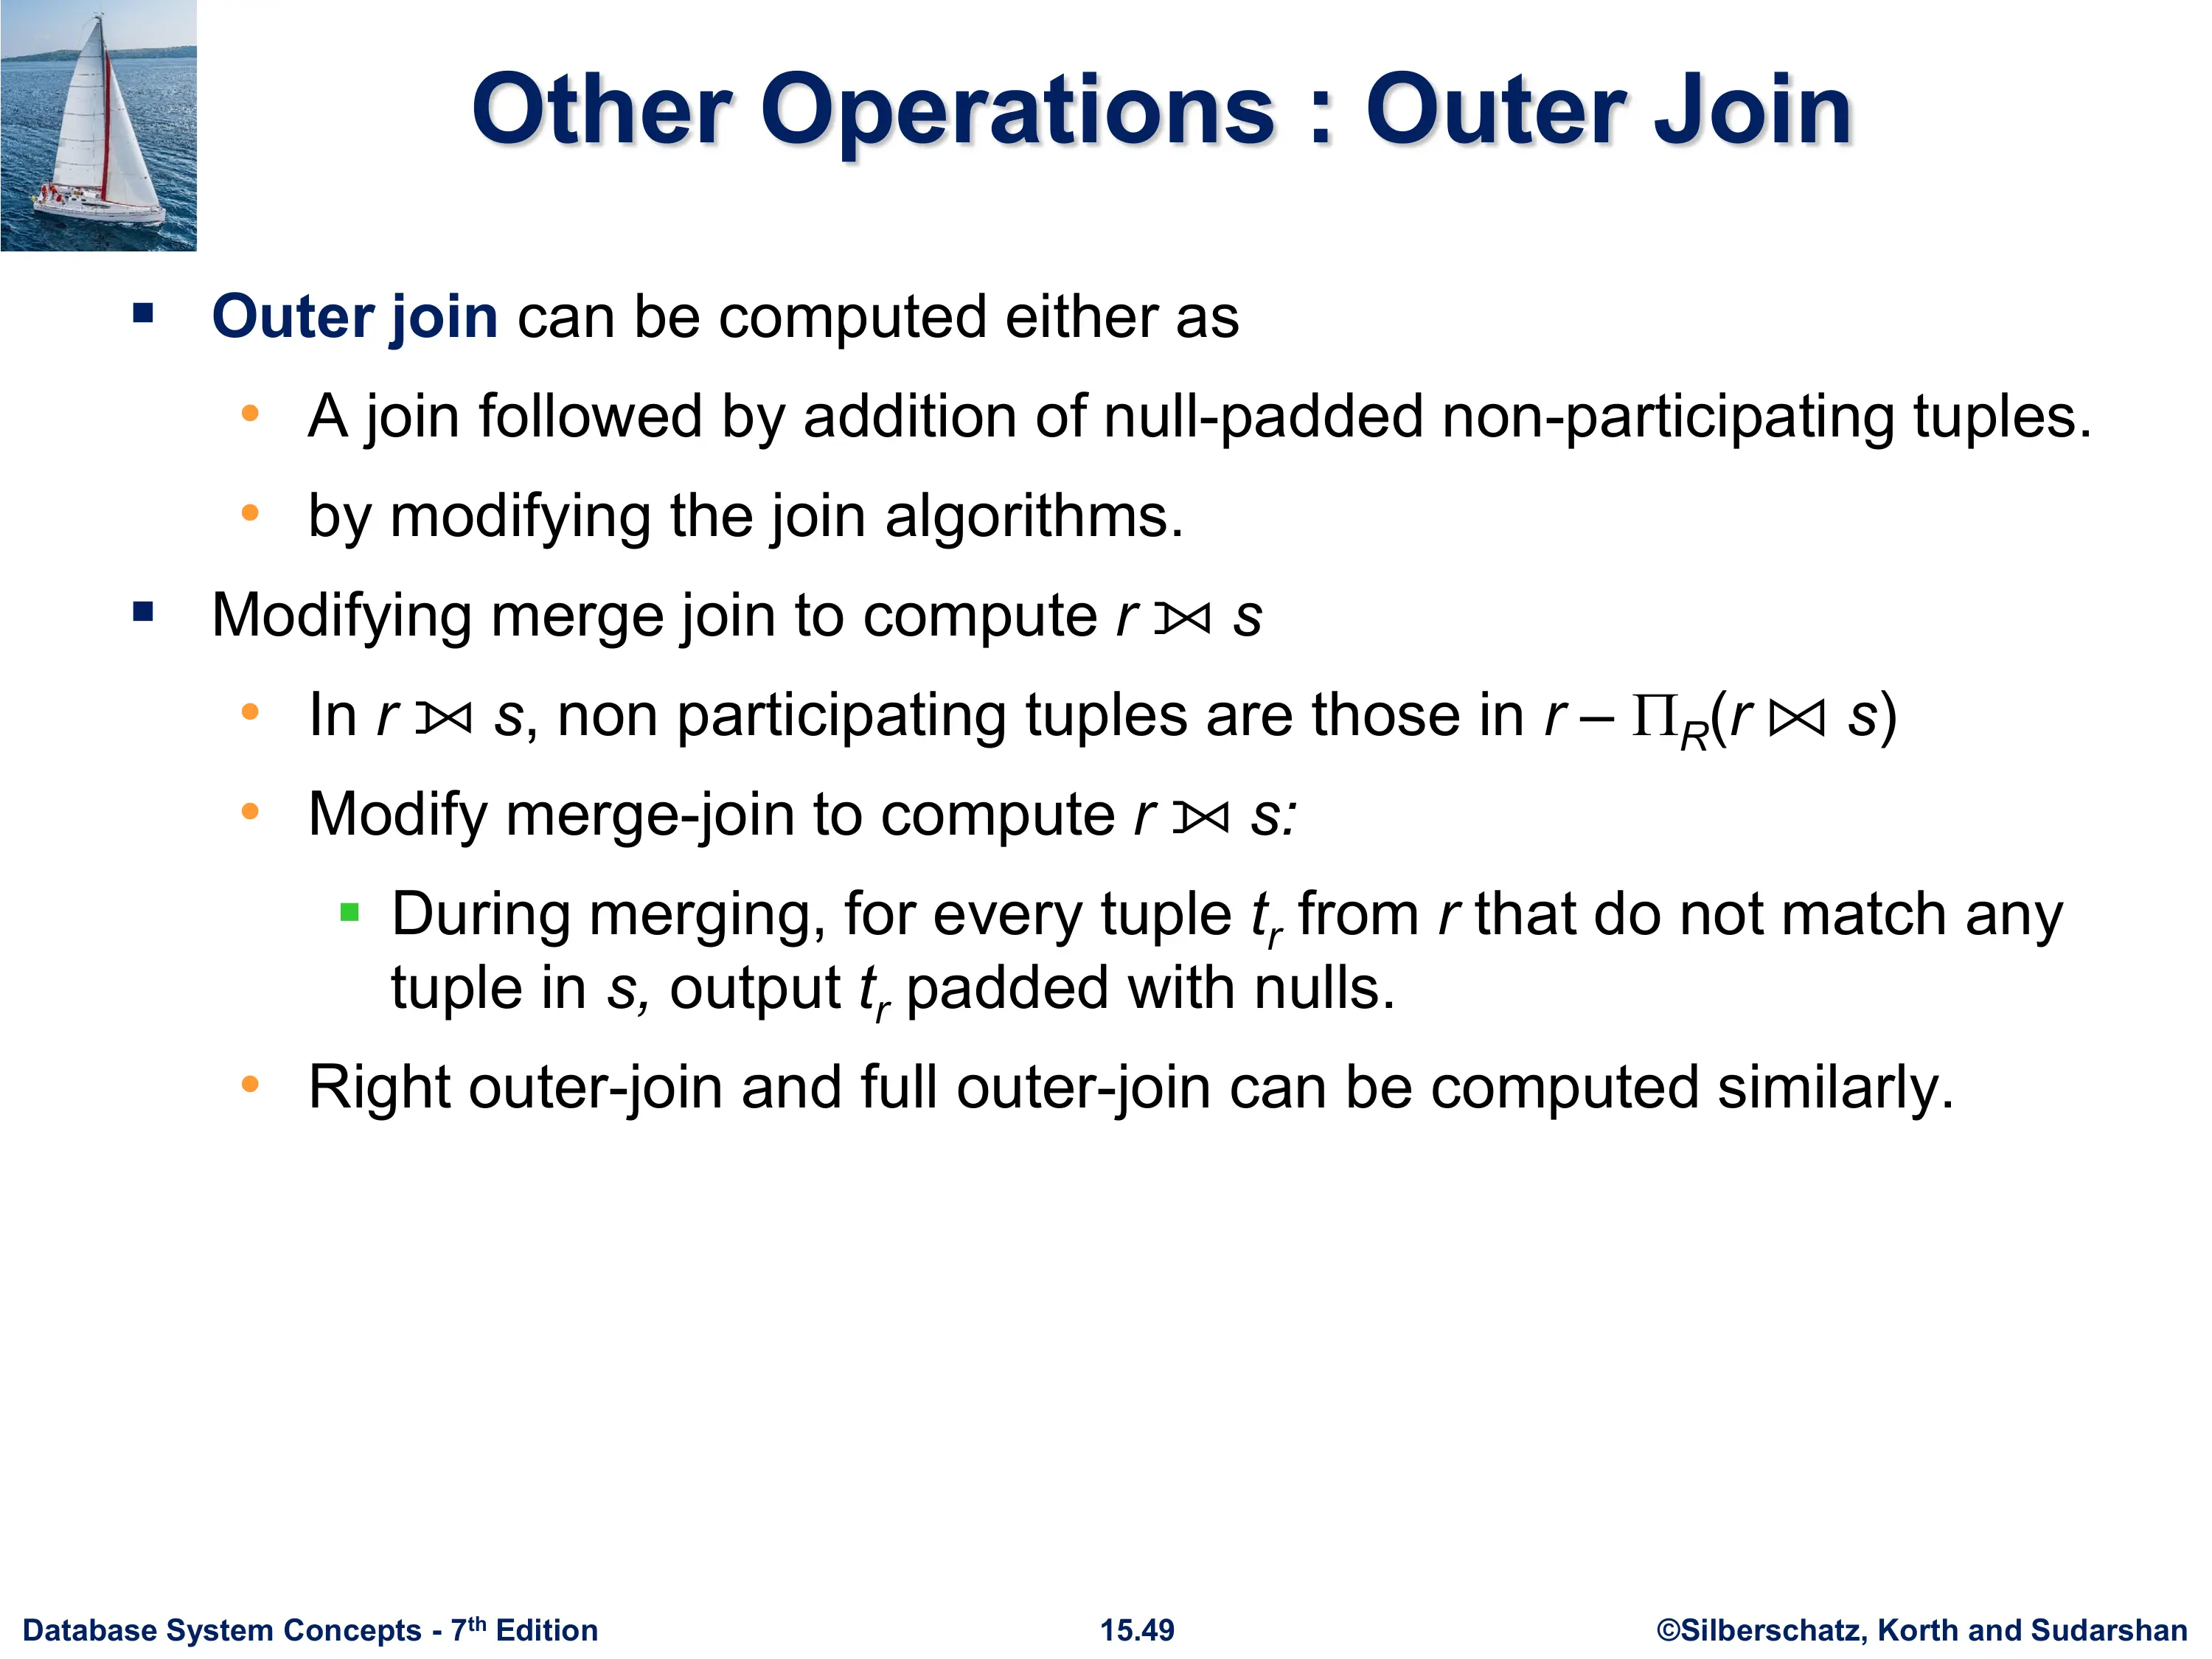 Other Operations : Outer Join
▪ Outer join can be computed either as
• A join followed by addition of null-padded non-participating tuples.
• by modifying the join algorithms.
▪ Modifying merge join to compute r ⟕ s
• In r ⟕ s, non participating tuples are those in r – Π_R(r ⋈ s)
• Modify merge-join to compute r ⟕ s:
▪ During merging, for every tuple t_r from r that do not match any
tuple in s, output t_r padded with nulls.
• Right outer-join and full outer-join can be computed similarly.
Database System Concepts - 7th Edition
15.49
©Silberschatz, Korth and Sudarshan